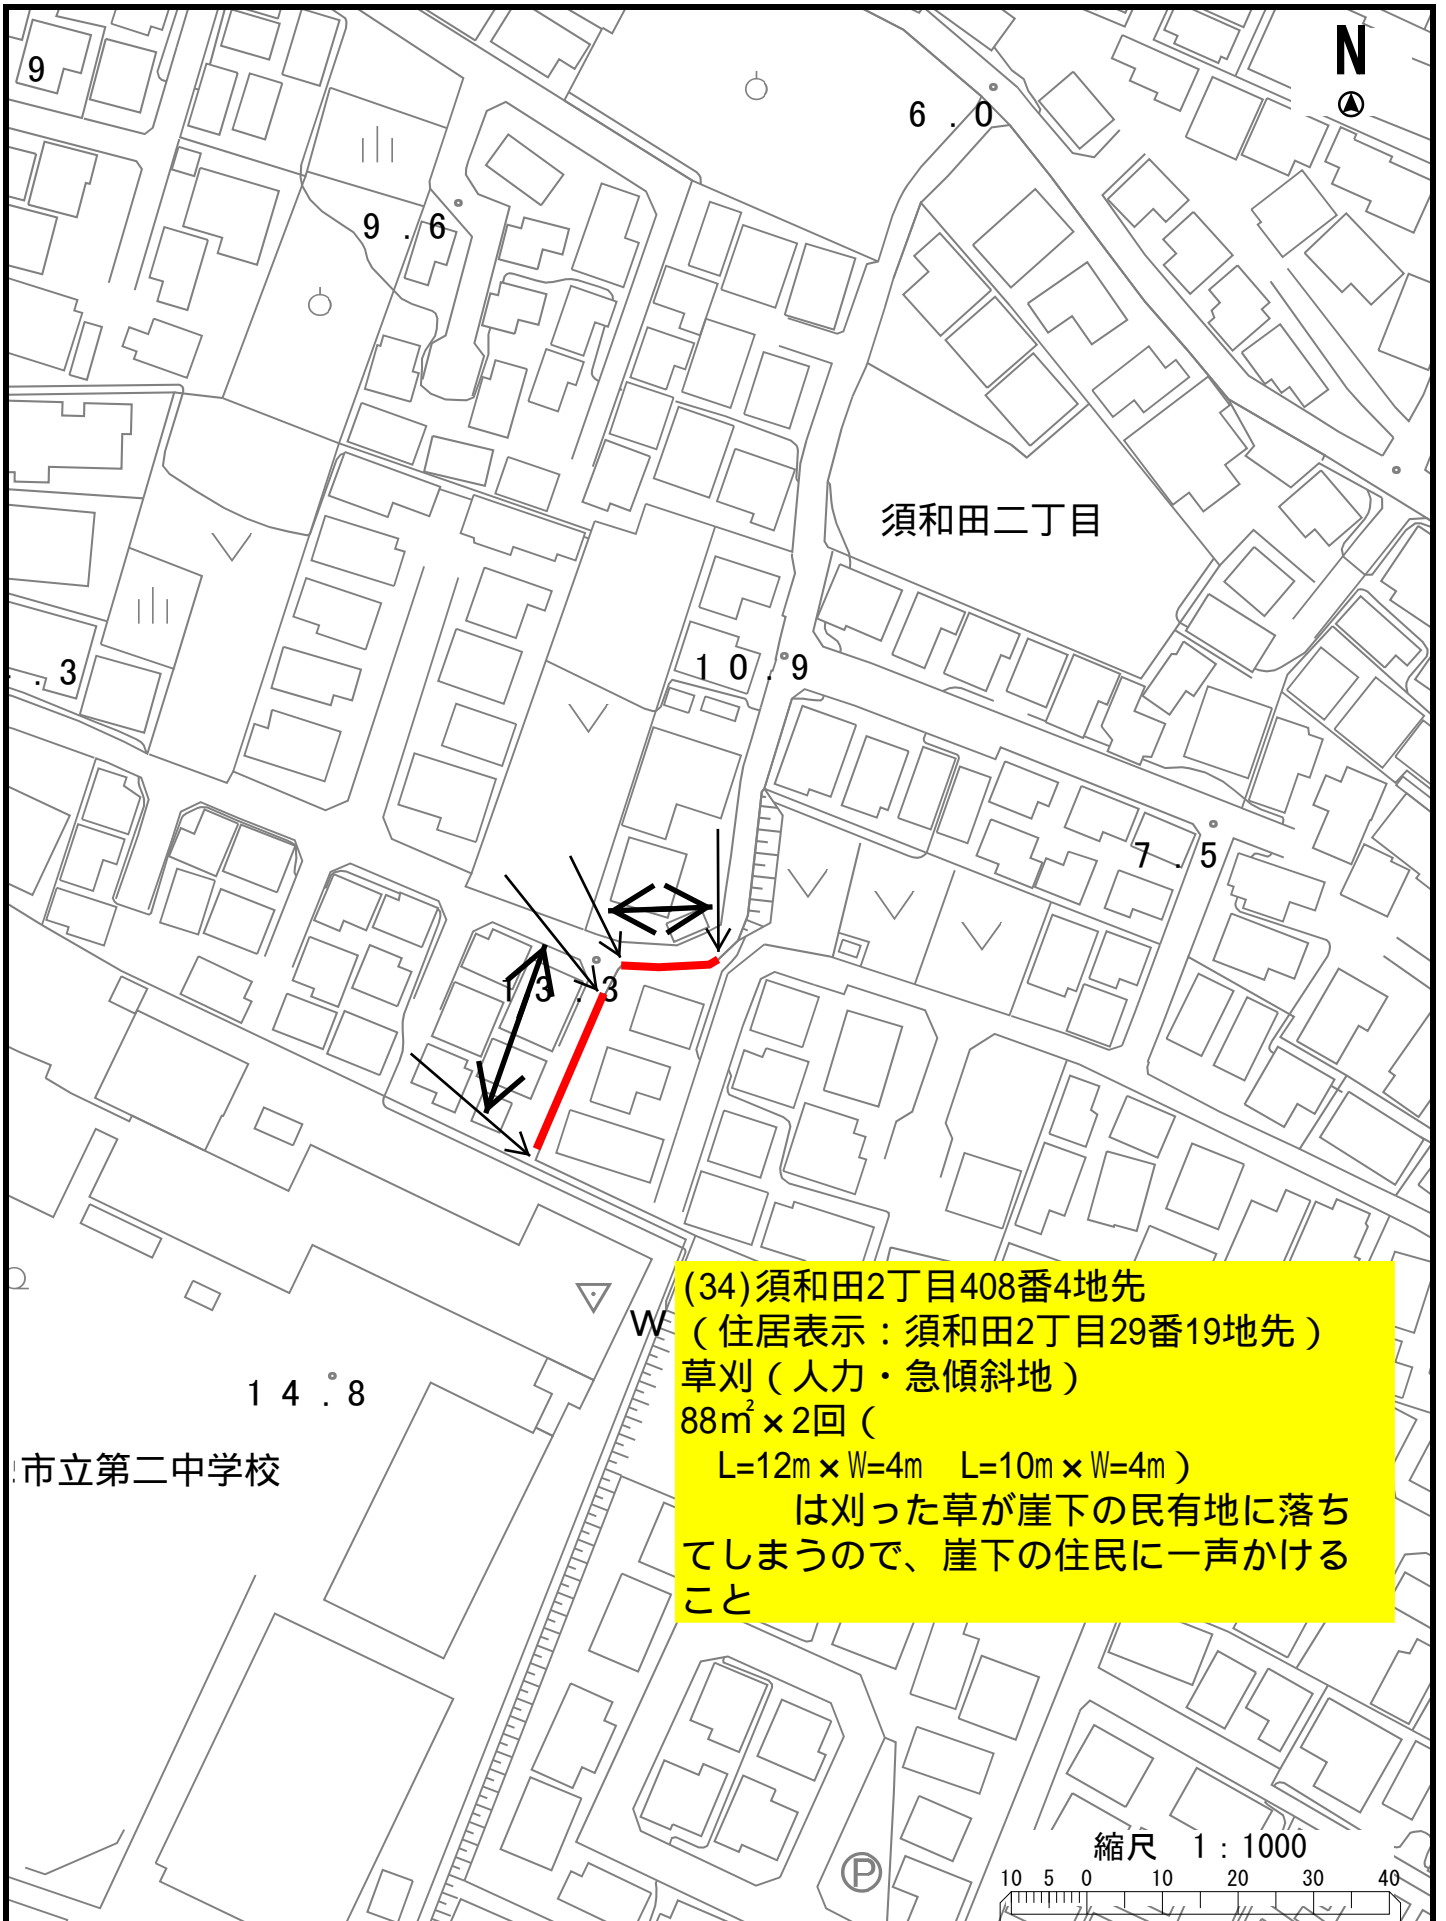 N
9
6.0
9.6
須和田二丁目
10.9
.3
7.5
13.3
(34)須和田2丁目408番4地先
(住居表示:須和田2丁目29番19地先)
W
草刈(人力・急傾斜地)
14.8
88㎡×2回(
L=12m×W=4m L=10m×W=4m)
市立第二中学校
は刈った草が崖下の民有地に落ち
てしまうので、崖下の住民に一声かける
こと
縮尺 1:1000
P
10 5 0 10 20 30 40